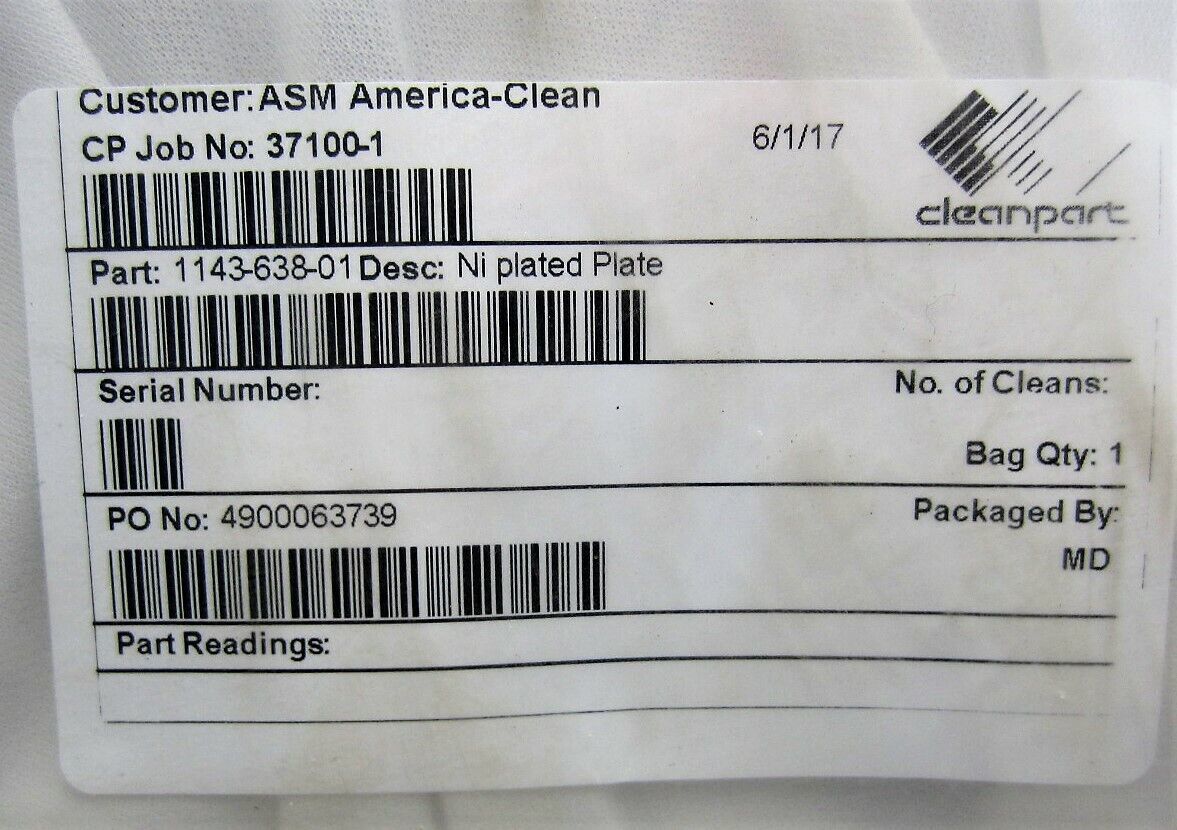 Customer: ASM America-Clean
CP Job No: 37100-1
6/1/17
cleanpart
Part: 1143-638-01 Desc: Ni plated Plate
Serial Number:
No. of Cleans:
Bag Qty: 1
PO No: 4900063739
Packaged By:
MD
Part Readings: